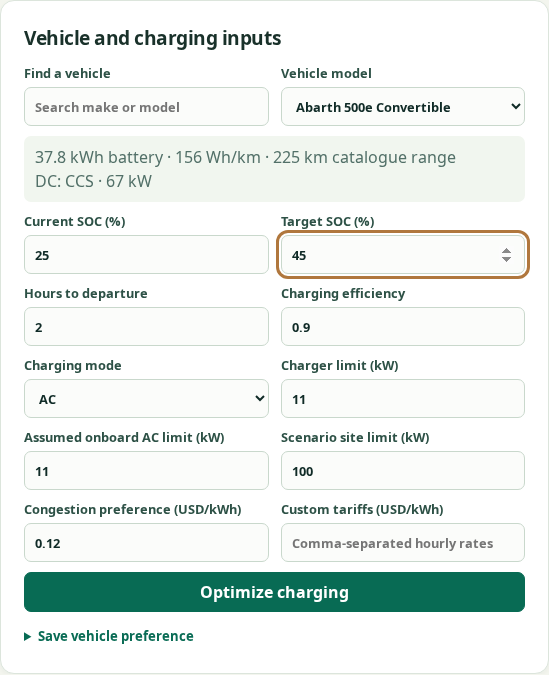 Vehicle and charging inputs
Find a vehicle
Vehicle model
Search make or model
Abarth 500e Convertible
37.8 kWh battery · 156 Wh/km · 225 km catalogue range
DC: CCS · 67 kW
Current SOC (%)
Target SOC (%)
25
45
Hours to departure
Charging efficiency
2
0.9
Charging mode
Charger limit (kW)
AC
11
Assumed onboard AC limit (kW)
Scenario site limit (kW)
11
100
Congestion preference (USD/kWh)
Custom tariffs (USD/kWh)
0.12
Comma-separated hourly rates
Optimize charging
Save vehicle preference